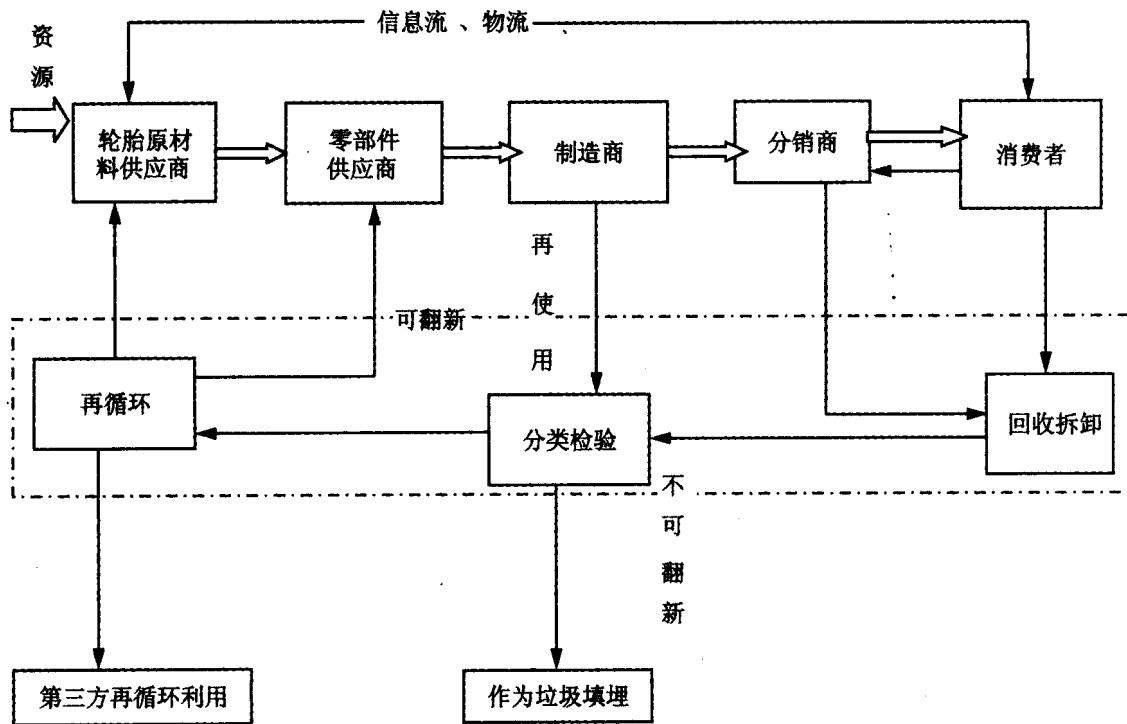 信息流 、物流
资源
轮胎原材
料供应商
零部件
供应商
制造商
分销商
消费者
再使用
可翻新
再循环
分类检验
回收拆卸
不可翻新
第三方再循环利用
作为垃圾填埋